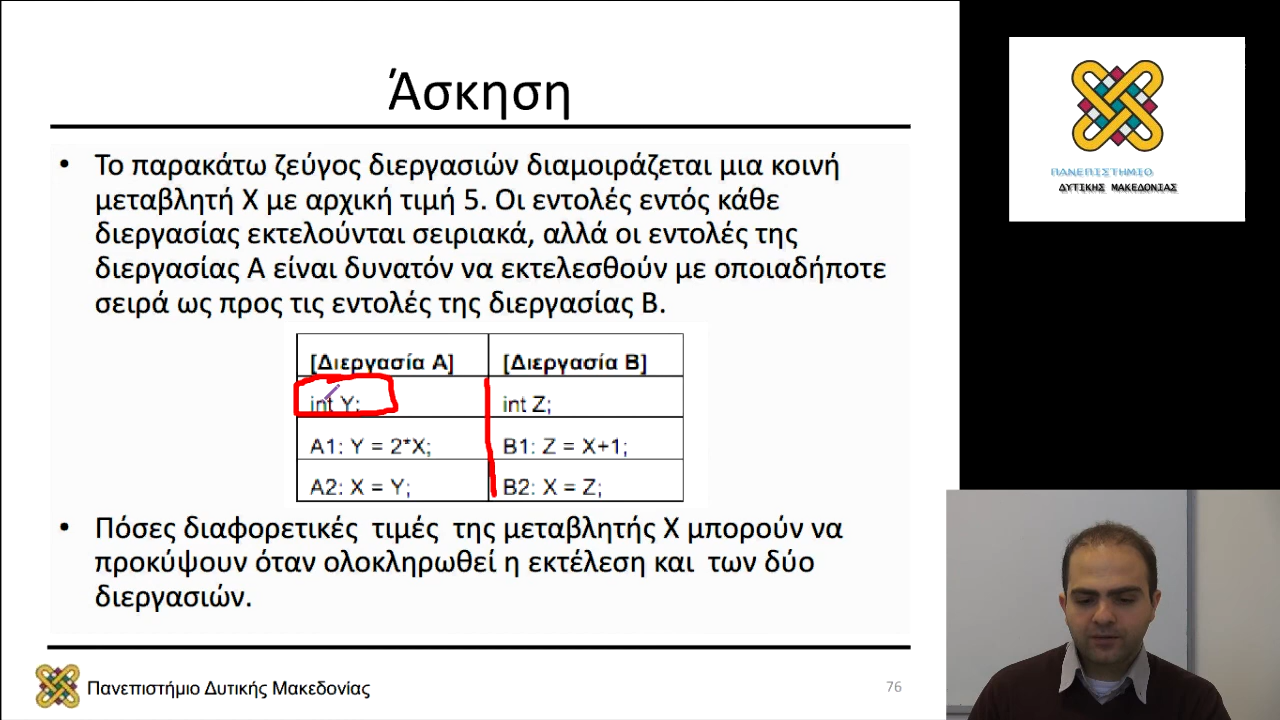 Άσκηση
• Το παρακάτω ζεύγος διεργασιών διαμοιράζεται μια κοινή
μεταβλητή Χ με αρχική τιμή 5. Οι εντολές εντός κάθε
διεργασίας εκτελούνται σειριακά, αλλά οι εντολές της
διεργασίας Α είναι δυνατόν να εκτελεσθούν με οποιαδήποτε
σειρά ως προς τις εντολές της διεργασίας Β.
[Διεργασία Α] [Διεργασία Β]
int Y; int Z;
A1: Y = 2*X; B1: Z = X+1;
A2: X = Y; B2: X = Z;
• Πόσες διαφορετικές τιμές της μεταβλητής Χ μπορούν να
προκύψουν όταν ολοκληρωθεί η εκτέλεση και των δύο
διεργασιών.
Πανεπιστήμιο Δυτικής Μακεδονίας
76
ΠΑΝΕΠΙΣΤΗΜΙΟ
ΔΥΤΙΚΗΣ ΜΑΚΕΔΟΝΙΑΣ